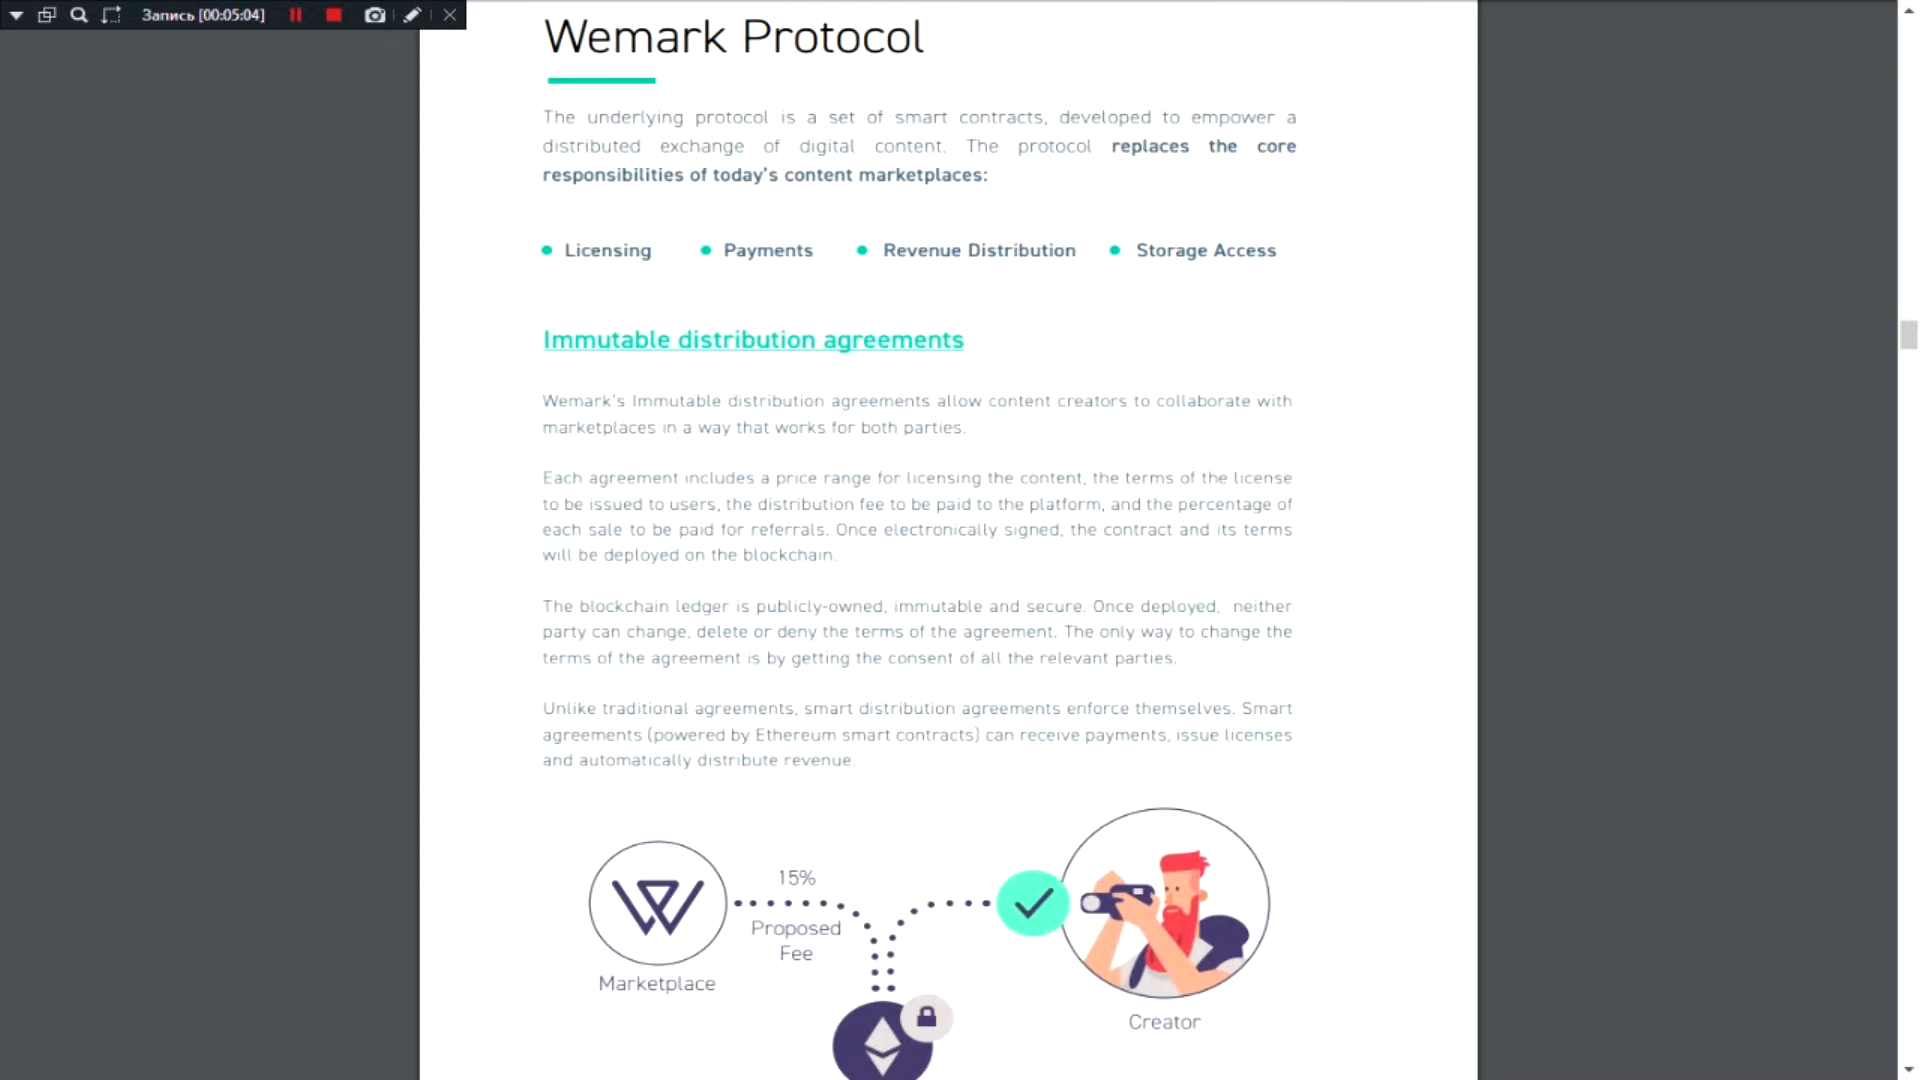 Запись [00:05:04]
Wemark Protocol
The underlying protocol is a set of smart contracts, developed to empower a
distributed exchange of digital content. The protocol replaces the core
responsibilities of today's content marketplaces:
Licensing
Payments
Revenue Distribution
Storage Access
Immutable distribution agreements
Wemark's Immutable distribution agreements allow content creators to collaborate with
marketplaces in a way that works for both parties.
Each agreement includes a price range for licensing the content, the terms of the license
to be issued to users, the distribution fee to be paid to the platform, and the percentage of
each sale to be paid for referrals. Once electronically signed, the contract and its terms
will be deployed on the blockchain.
The blockchain ledger is publicly-owned, immutable and secure. Once deployed, neither
party can change, delete or deny the terms of the agreement. The only way to change the
terms of the agreement is by getting the consent of all the relevant parties.
Unlike traditional agreements, smart distribution agreements enforce themselves. Smart
agreements (powered by Ethereum smart contracts) can receive payments, issue licenses
and automatically distribute revenue.
15%
Proposed
Fee
Marketplace
Creator